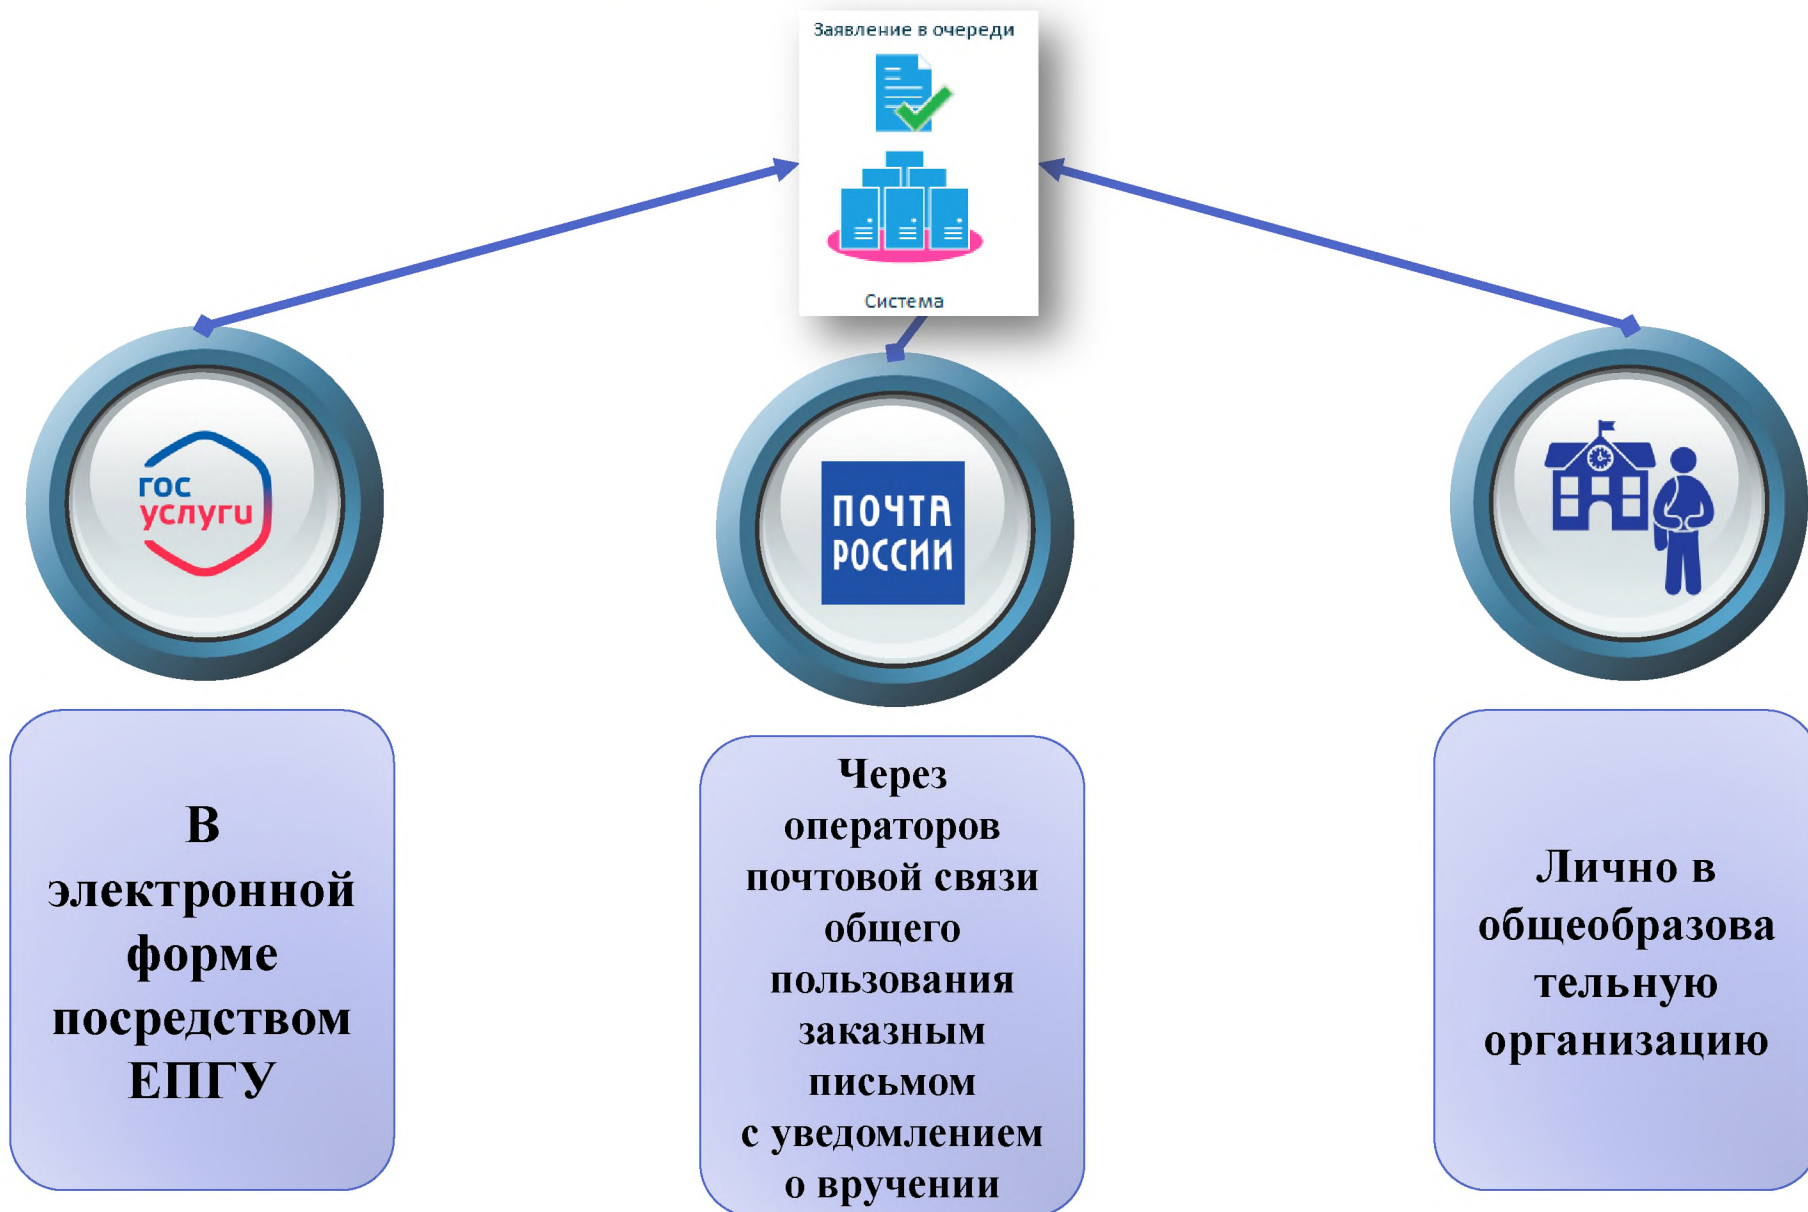 Заявление в очереди
Система
гос
услуги
ПОЧТА
РОССИИ
В
электронной
форме
посредством
ЕПГУ
Через
операторов
почтовой связи
общего
пользования
заказным
письмом
с уведомлением
о вручении
Лично в
общеобразова
тельную
организацию